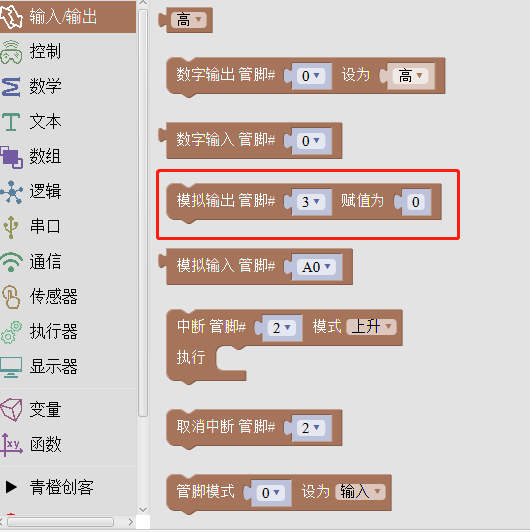 输入/输出
控制
数学
文本
数组
逻辑
串口
通信
传感器
执行器
显示器
变量
函数
青橙创客
高
数字输出 管脚# 0 设为 高
数字输入 管脚# 0
模拟输出 管脚# 3 赋值为 0
模拟输入 管脚# A0
中断 管脚# 2 模式 上升
执行
取消中断 管脚# 2
管脚模式 0 设为 输入